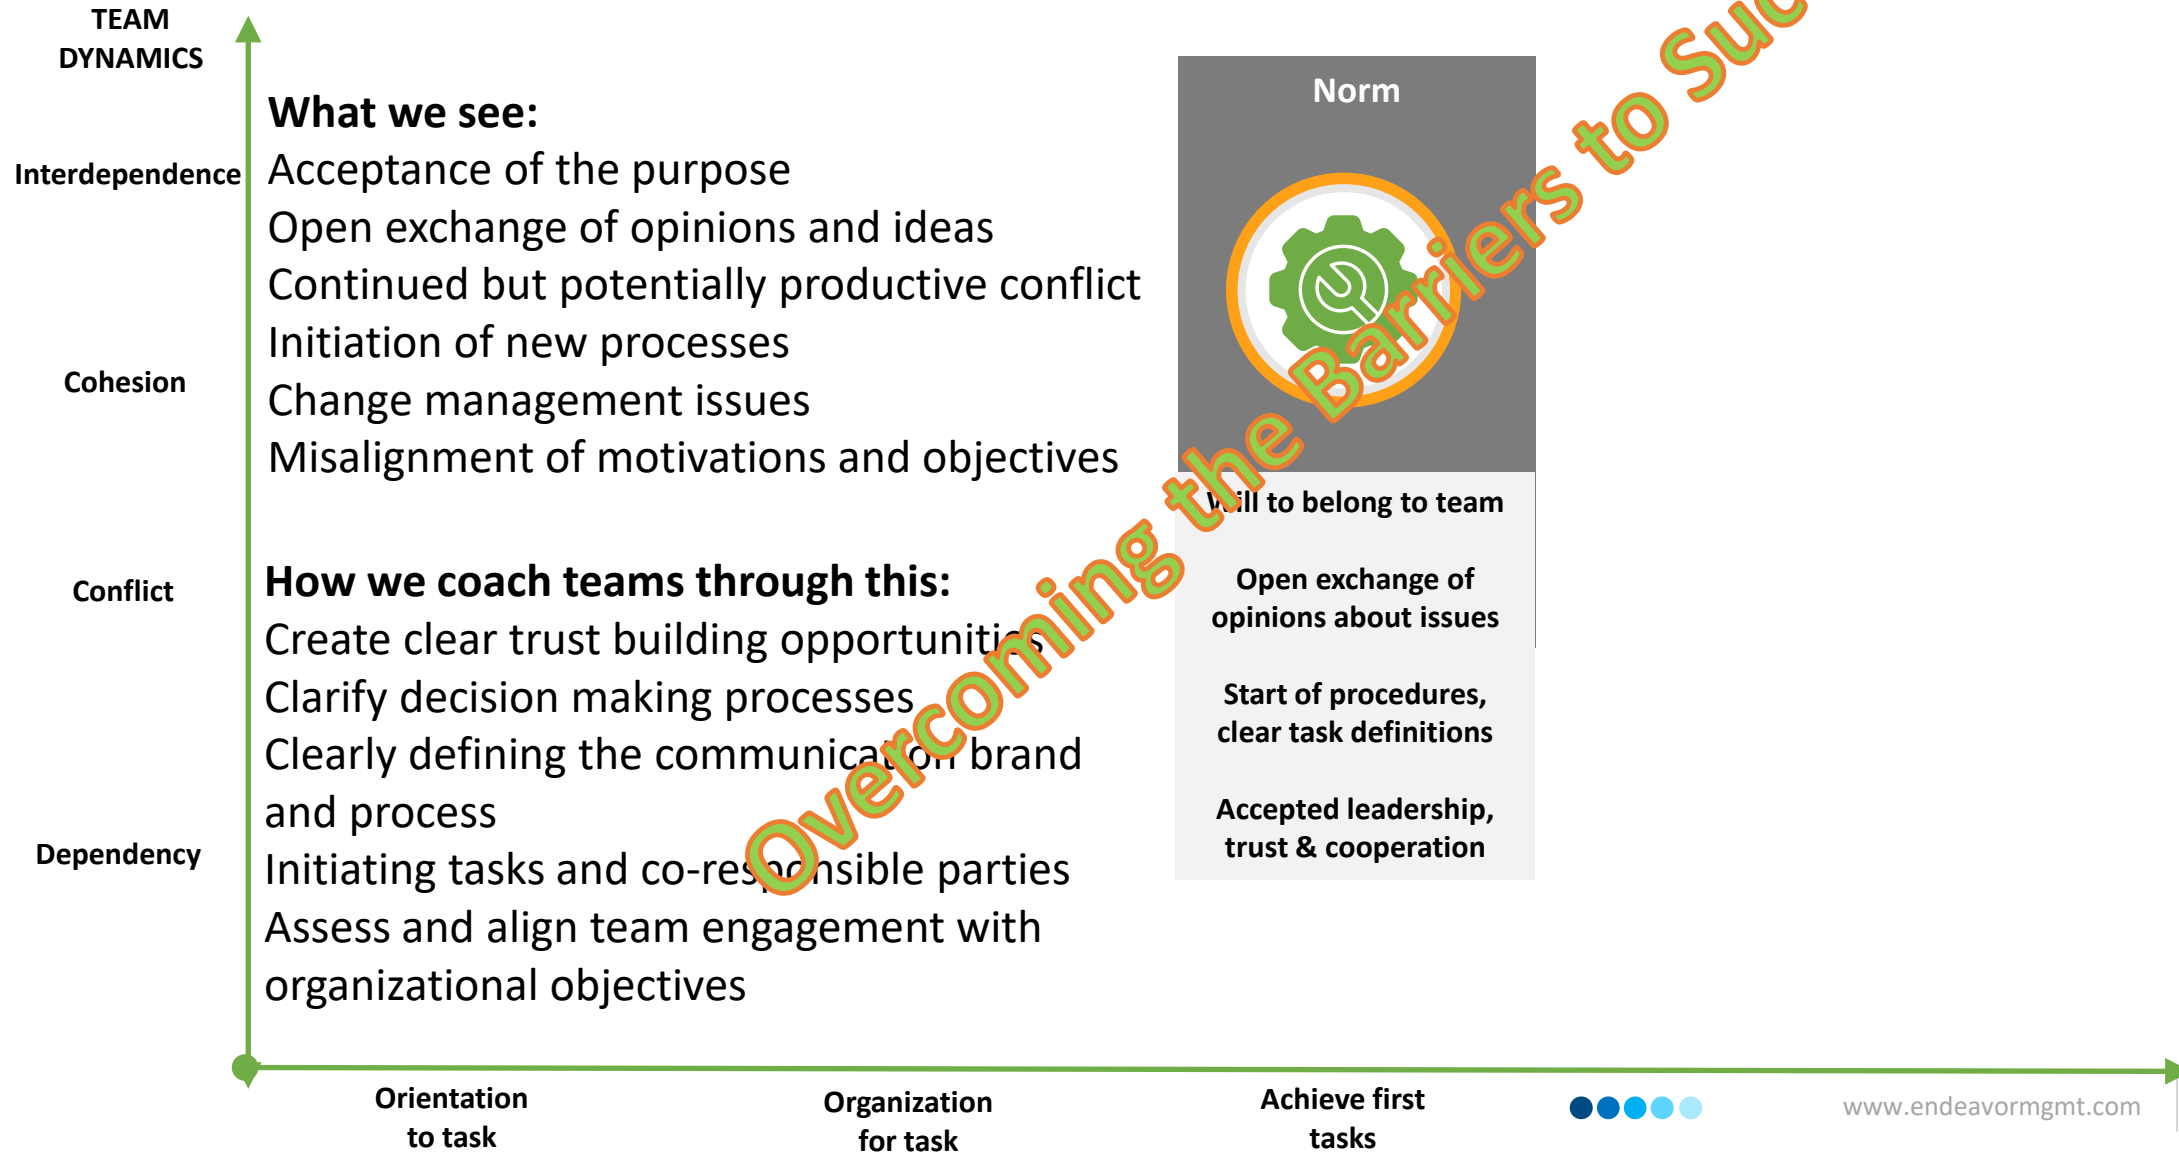 TEAM
DYNAMICS
Interdependence
Cohesion
Conflict
Dependency
What we see:
Acceptance of the purpose
Open exchange of opinions and ideas
Continued but potentially productive conflict
Initiation of new processes
Change management issues
Misalignment of motivations and objectives
How we coach teams through this:
Create clear trust building opportunities
Clarify decision making processes
Clearly defining the communication brand
and process
Initiating tasks and co-responsible parties
Assess and align team engagement with
organizational objectives
Overcoming the Barriers to Suc
Norm
Will to belong to team
Open exchange of
opinions about issues
Start of procedures,
clear task definitions
Accepted leadership,
trust & cooperation
Orientation
to task
Organization
for task
Achieve first
tasks
www.endeavormgmt.com